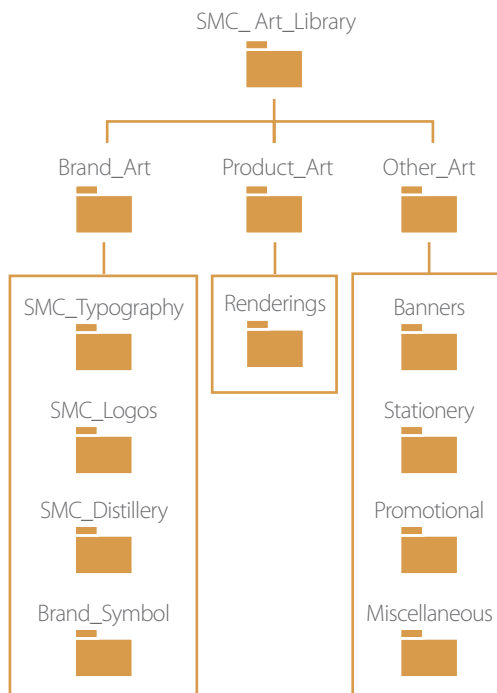 SMC_ Art_Library
Brand_Art
Product_Art
Other_Art
SMC_Typography
Renderings
Banners
SMC_Logos
Stationery
SMC_Distillery
Promotional
Brand_Symbol
Miscellaneous